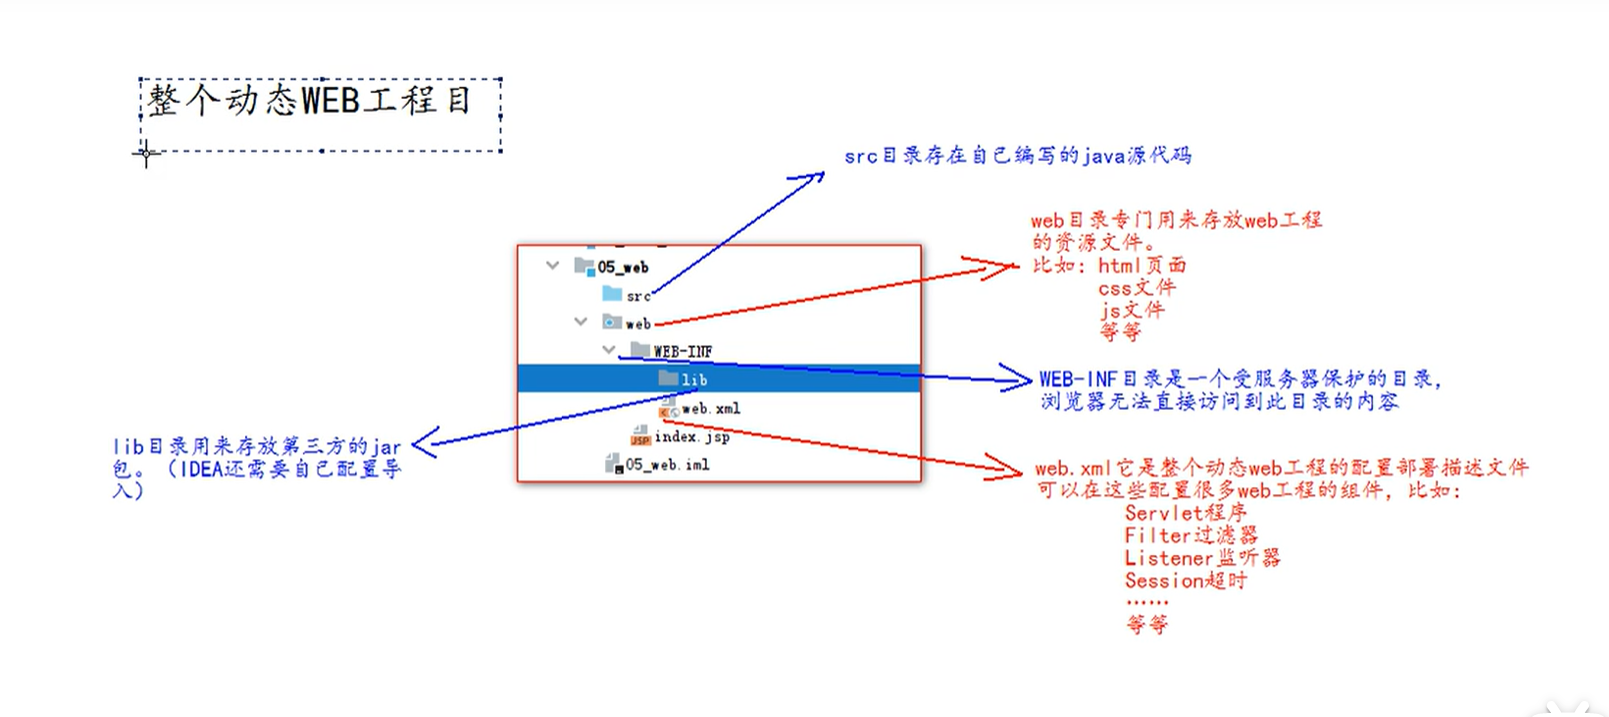 整个动态WEB工程目
src目录存在自己编写的java源代码
web目录专门用来存放web工程
的资源文件。
比如：html页面
css文件
js文件
等等
05_web
src
web
WEB-INF
lib
web.xml
index.jsp
05_web.iml
WEB-INF目录是一个受服务器保护的目录，
浏览器无法直接访问到此目录的内容
lib目录用来存放第三方的jar
包。（IDEA还需要自己配置导
入）
web.xml它是整个动态web工程的配置部署描述文件
可以在这些配置很多web工程的组件，比如：
Servlet程序
Filter过滤器
Listener监听器
Session超时
……
等等